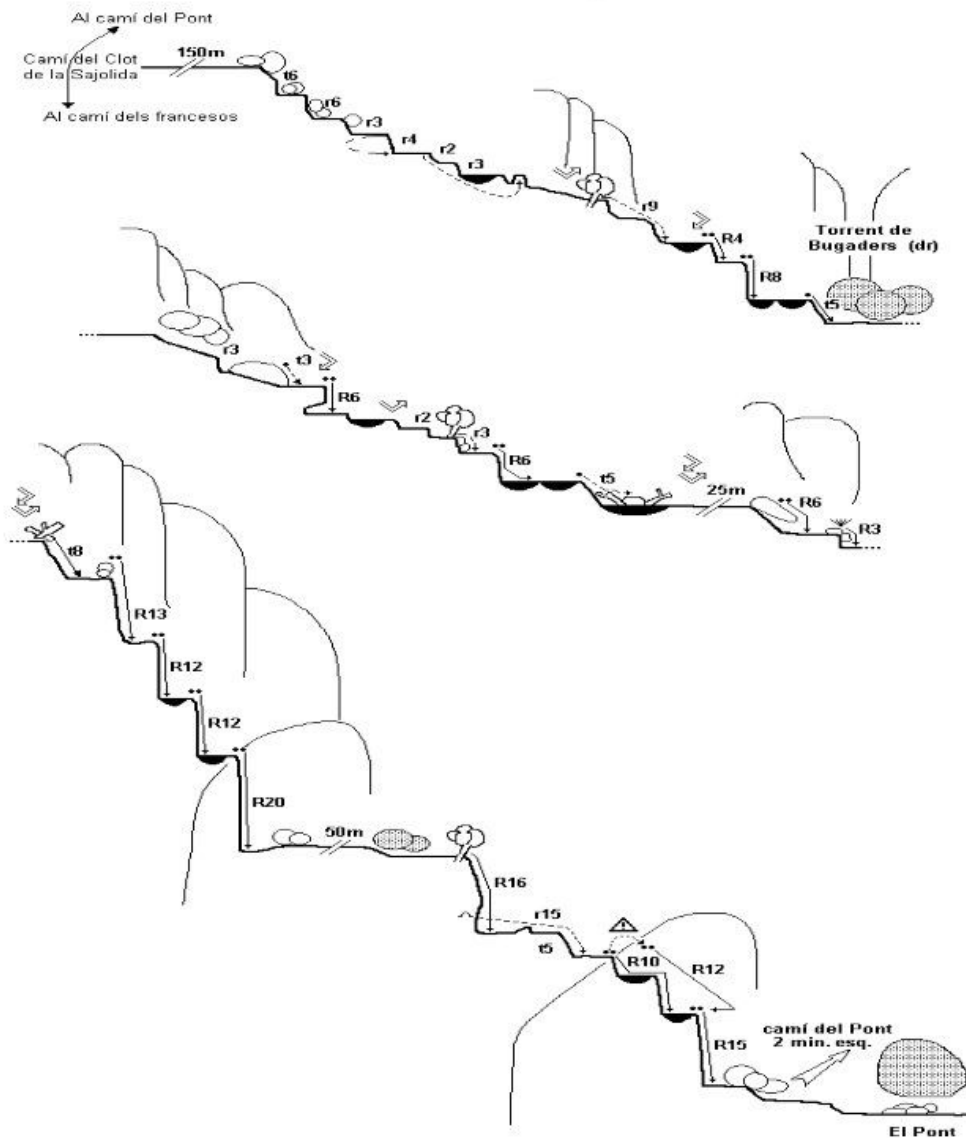 Al camí del Pont
Camí del Clot
de la Sajolida
150m
Al camí dels francesos
t6
r6
r3
r4
r2
r3
r9
R4
R8
Torrent de
Bugaders (dr)
t5
r3
t3
R6
r2
r3
R6
t5
25m
R6
R3
t8
R13
R12
R12
R20
50m
R16
r15
t5
R10
R12
R15
camí del Pont
2 min. esq.
El Pont